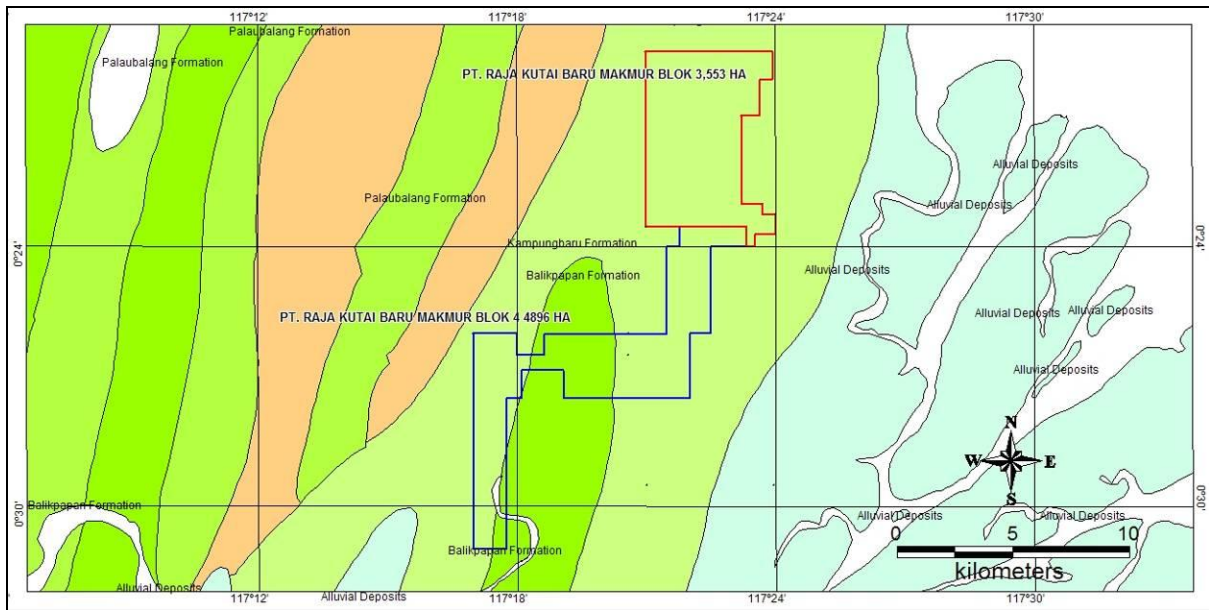 117°12'
117°18'
117°24'
117°30'
Palaubalang Formation
Palaubalang Formation
PT. RAJA KUTAI BARU MAKMUR BLOK 3,553 HA
Alluvial Deposits
Palaubalang Formation
Alluvial Deposits
0°24'
Kampungbaru Formation
0°24'
Alluvial Deposits
Balikpapan Formation
PT. RAJA KUTAI BARU MAKMUR BLOK 4 4896 HA
Alluvial Deposits
Alluvial Deposits
Alluvial Deposits
N
W
E
S
0°30'
Balikpapan Formation
0°30'
Alluvial Deposits
Alluvial Deposits
0
5
10
Balikpapan Formation
kilometers
Alluvial Deposits
Alluvial Deposits
117°12'
117°18'
117°24'
117°30'